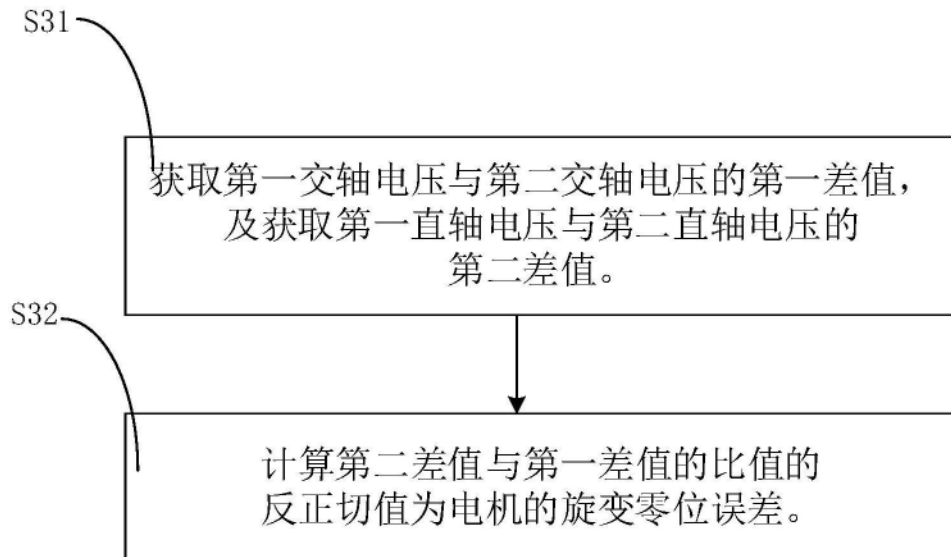 S31
获取第一交轴电压与第二交轴电压的第一差值，
及获取第一直轴电压与第二直轴电压的
第二差值。
S32
计算第二差值与第一差值的比值的
反正切值为电机的旋变零位误差。